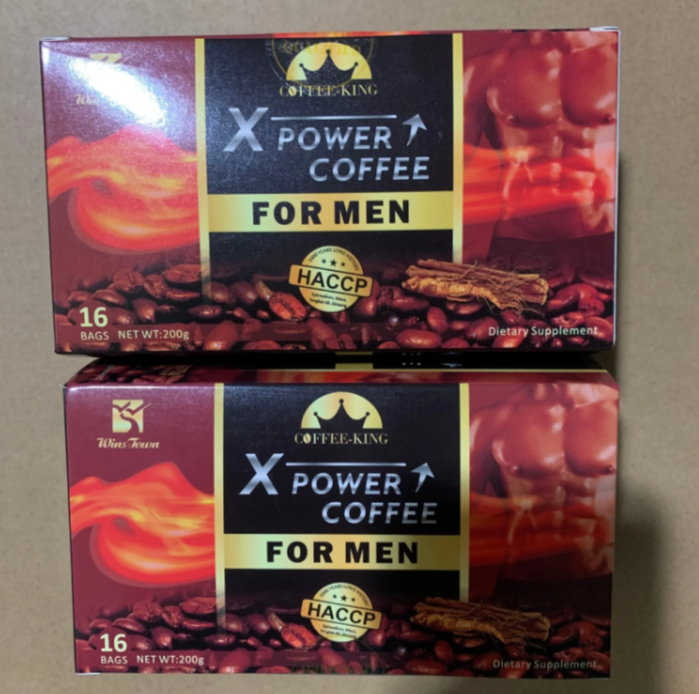 COFFEE-KING
X POWER
COFFEE
FOR MEN
HACCP
16
BAGS NET WT:200g
Dietary Supplement
Wins Town
COFFEE-KING
X POWER
COFFEE
FOR MEN
HACCP
16
BAGS NET WT:200g
Dietary Supplement